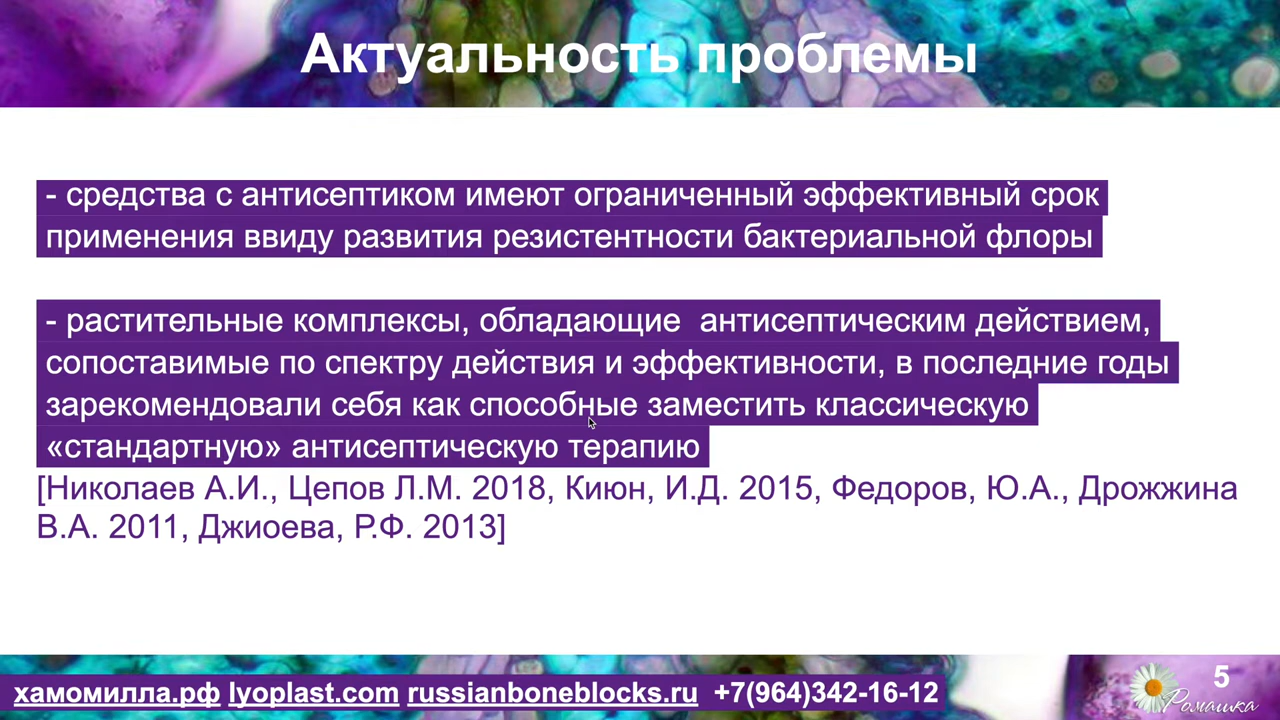 Актуальность проблемы
- средства с антисептиком имеют ограниченный эффективный срок
применения ввиду развития резистентности бактериальной флоры
- растительные комплексы, обладающие  антисептическим действием,
сопоставимые по спектру действия и эффективности, в последние годы
зарекомендовали себя как способные заместить классическую
«стандартную» антисептическую терапию
[Николаев А.И., Цепов Л.М. 2018, Киюн, И.Д. 2015, Федоров, Ю.А., Дрожжина
В.А. 2011, Джиоева, Р.Ф. 2013]
хамомилла.рф lyoplast.com russianboneblocks.ru  +7(964)342-16-12
5
Ромашка